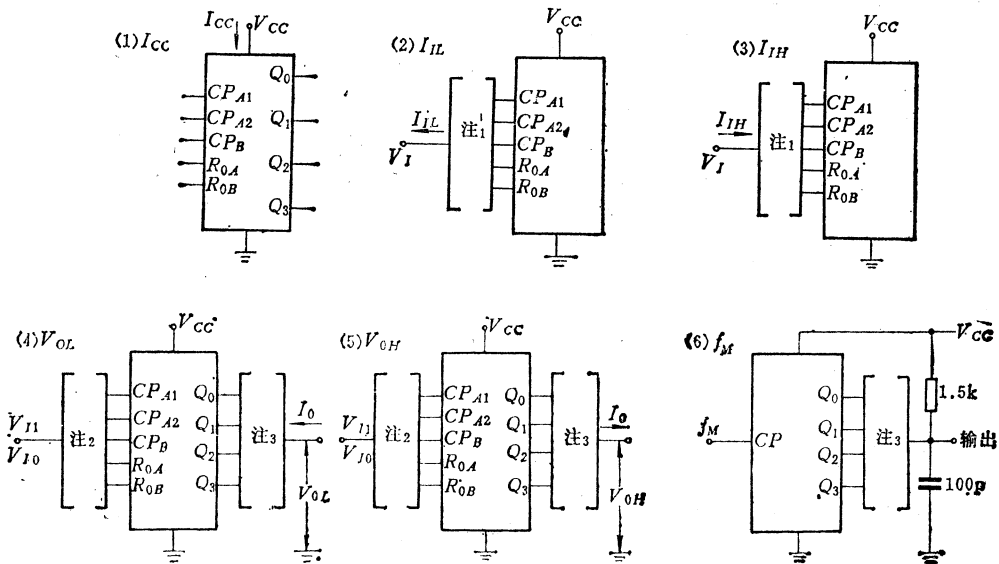 (1) I_CC
I_CC
V_CC
CP_A1
CP_A2
CP_B
R_0A
R_0B
Q_0
Q_1
Q_2
Q_3
(2) I_IL
V_CC
I_iL
V_I
注1
CP_A1
CP_A2
CP_B
R_0A
R_0B
(3) I_IH
V_CC
I_IH
V_I
注1
CP_A1
CP_A2
CP_B
R_0A
R_0B
(4) V_OL
V_CC
V_I1
V_I0
注2
CP_A1
CP_A2
CP_B
R_0A
R_0B
Q_0
Q_1
Q_2
Q_3
注3
I_0
V_0L
(5) V_0H
V_CC
V_I1
V_I0
注2
CP_A1
CP_A2
CP_B
R_0A
R_0B
Q_0
Q_1
Q_2
Q_3
注3
I_0
V_0H
(6) f_M
V_CC
f_M
CP
Q_0
Q_1
Q_2
Q_3
注3
1.5k
输出
100p